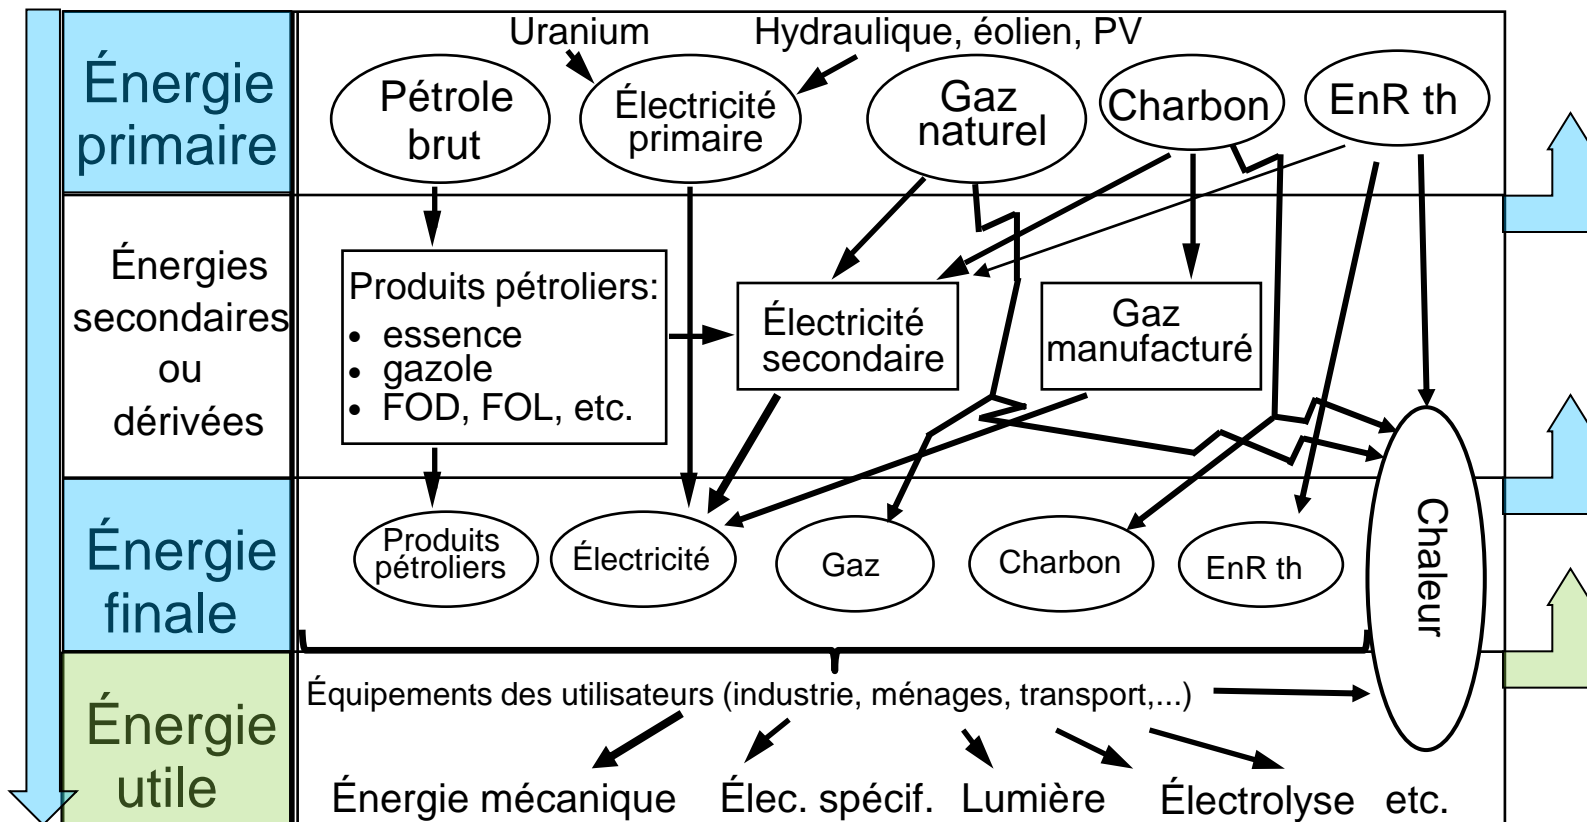 Uranium
Hydraulique, éolien, PV
Énergie
primaire
Pétrole
brut
Électricité
primaire
Gaz
naturel
Charbon
EnR th
Énergies
secondaires
ou
dérivées
Produits pétroliers:
• essence
• gazole
• FOD, FOL, etc.
Électricité
secondaire
Gaz
manufacturé
Énergie
finale
Produits
pétroliers
Électricité
Gaz
Charbon
EnR th
Chaleur
Énergie
utile
Équipements des utilisateurs (industrie, ménages, transport,...)
Énergie mécanique
Élec. spécif.
Lumière
Électrolyse
etc.